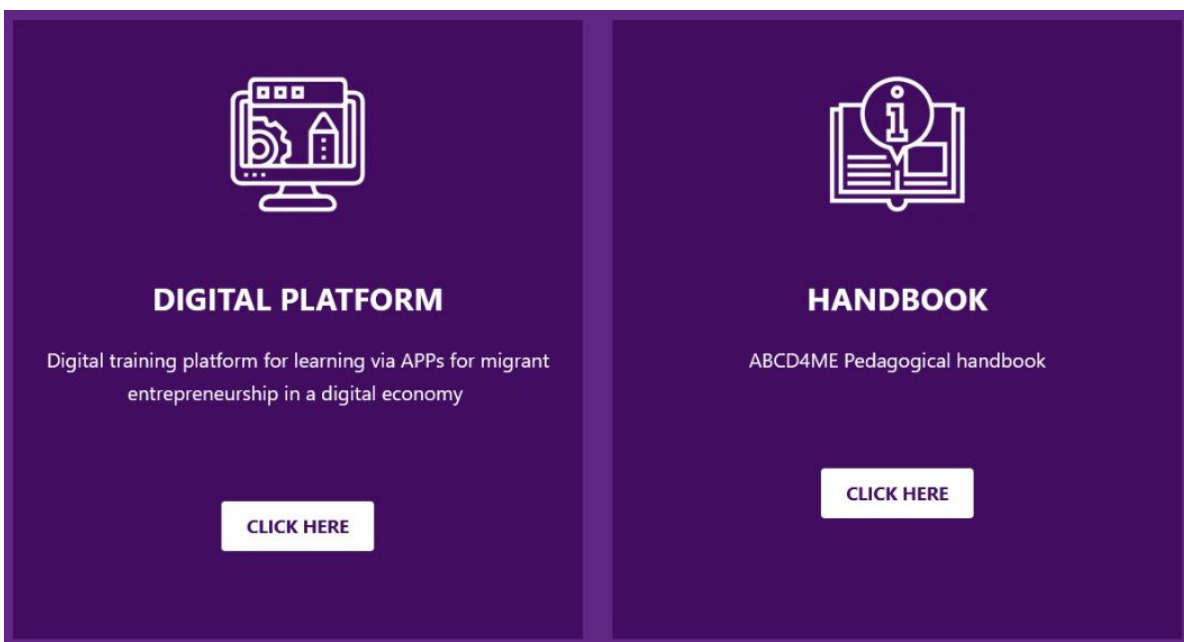 DIGITAL PLATFORM
Digital training platform for learning via APPs for migrant
entrepreneurship in a digital economy
CLICK HERE
HANDBOOK
ABCD4ME Pedagogical handbook
CLICK HERE